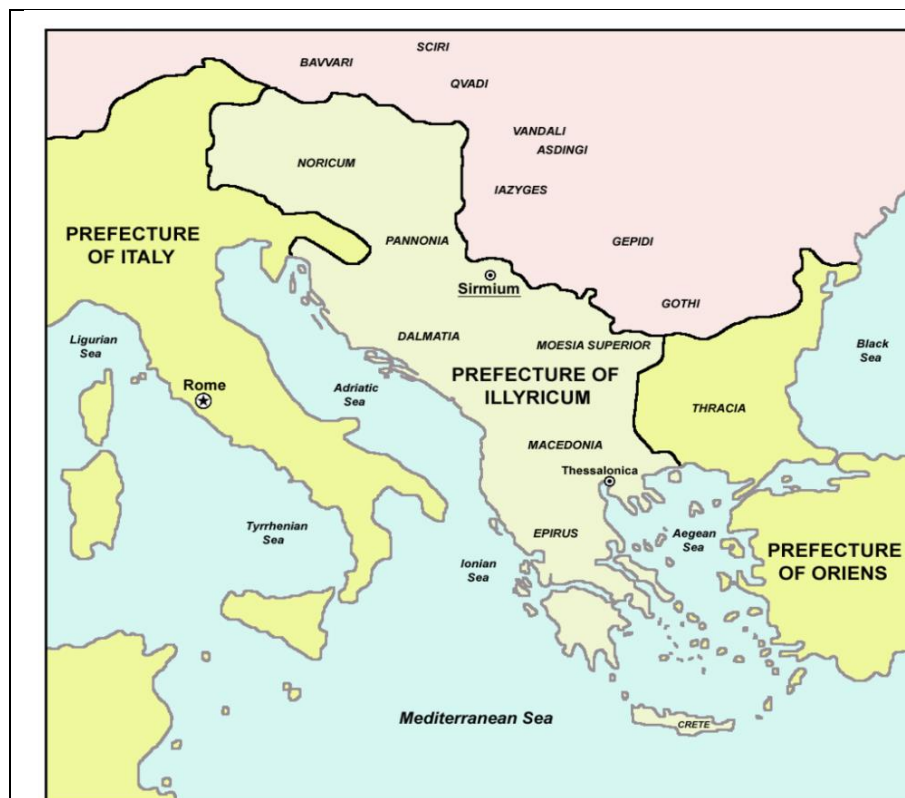 SCIRI
BAVVARI
QVADI
VANDALI
ASDINGI
NORICUM
IAZYGES
PREFECTURE
OF ITALY
PANNONIA
GEPIDI
Sirmium
GOTHI
Ligurian
Sea
DALMATIA
MOESIA SUPERIOR
Black
Sea
PREFECTURE OF
ILLYRICUM
Rome
Adriatic
Sea
THRACIA
MACEDONIA
Thessalonica
Tyrrhenian
Sea
EPIRUS
Aegean
Sea
Ionian
Sea
PREFECTURE
OF ORIENS
Mediterranean Sea
CRETE